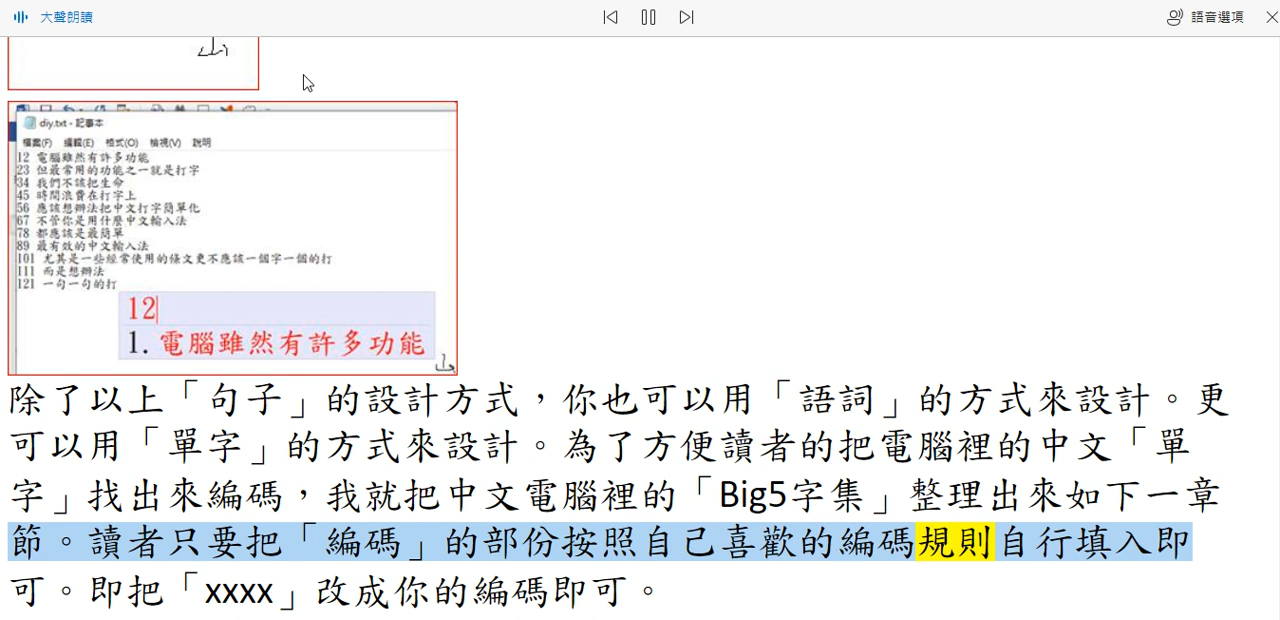 大聲朗讀
語音選項
diy.txt - 記事本
檔案(F) 編輯(E) 格式(O) 檢視(V) 說明
12 電腦雖然有許多功能
23 但最常用的功能之一就是打字
34 我們不該把生命
45 時間浪費在打字上
56 應該想辦法把中文打字簡單化
67 不管你是用什麼中文輸入法
78 都應該是最簡單
89 最有效的中文輸入法
101 尤其是一些經常使用的條文更不應該一個字一個的打
111 而是想辦法
121 一句一句的打
12
1. 電腦雖然有許多功能
除了以上「句子」的設計方式，你也可以用「語詞」的方式來設計。更
可以用「單字」的方式來設計。為了方便讀者的把電腦裡的中文「單
字」找出來編碼，我就把中文電腦裡的「Big5字集」整理出來如下一章
節。讀者只要把「編碼」的部份按照自己喜歡的編碼規則自行填入即
可。即把「xxxx」改成你的編碼即可。